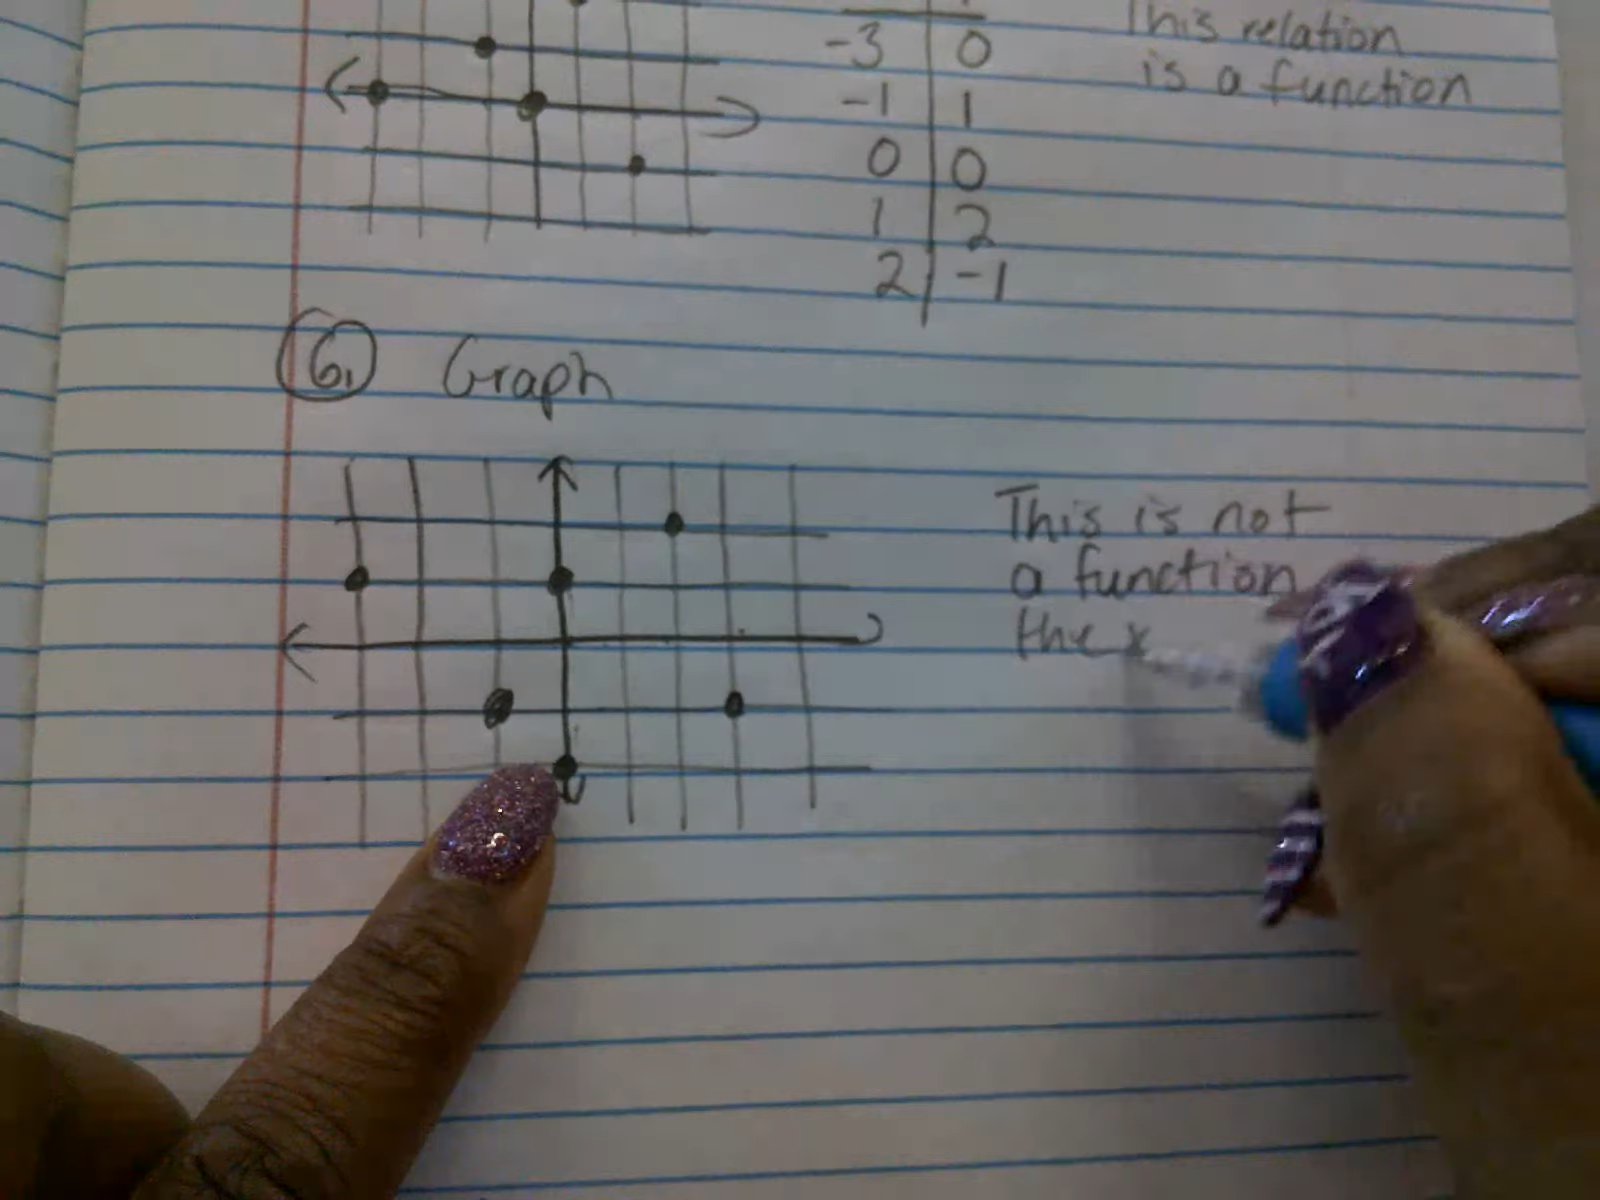 This relation
is a function
-3 0
-1 1
0 0
1 2
2 -1
6. Graph
This is not
a function
the x